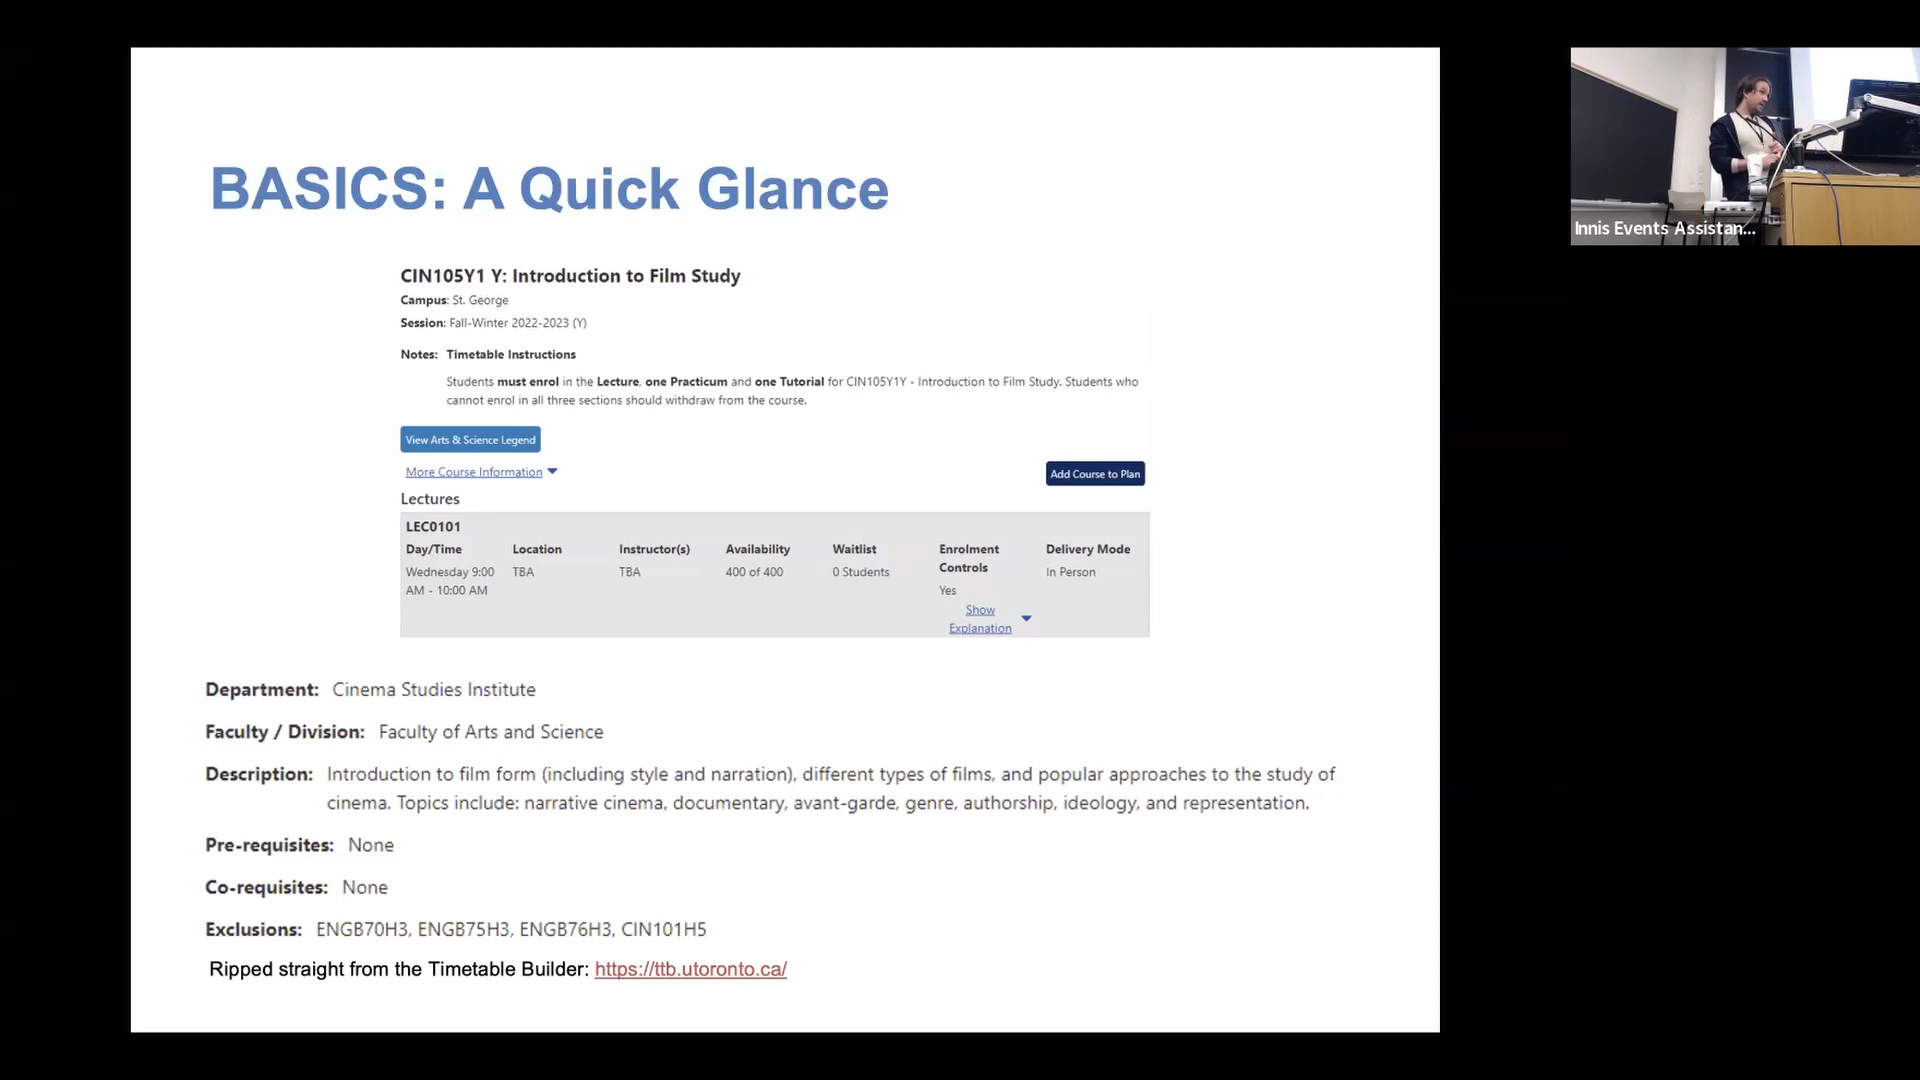 BASICS: A Quick Glance
CIN105Y1 Y: Introduction to Film Study
Campus: St. George
Session: Fall-Winter 2022-2023 (Y)
Notes: Timetable Instructions
Students must enrol in the Lecture, one Practicum and one Tutorial for CIN105Y1Y - Introduction to Film Study. Students who
cannot enrol in all three sections should withdraw from the course.
View Arts & Science Legend
More Course Information
Add Course to Plan
Lectures
LEC0101
Day/Time Location Instructor(s) Availability Waitlist Enrolment Controls Delivery Mode
Wednesday 9:00 AM - 10:00 AM TBA TBA 400 of 400 0 Students Yes In Person
Show
Explanation
Department: Cinema Studies Institute
Faculty / Division: Faculty of Arts and Science
Description: Introduction to film form (including style and narration), different types of films, and popular approaches to the study of
cinema. Topics include: narrative cinema, documentary, avant-garde, genre, authorship, ideology, and representation.
Pre-requisites: None
Co-requisites: None
Exclusions: ENGB70H3, ENGB75H3, ENGB76H3, CIN101H5
Ripped straight from the Timetable Builder: https://ttb.utoronto.ca/
Innis Events Assistan...